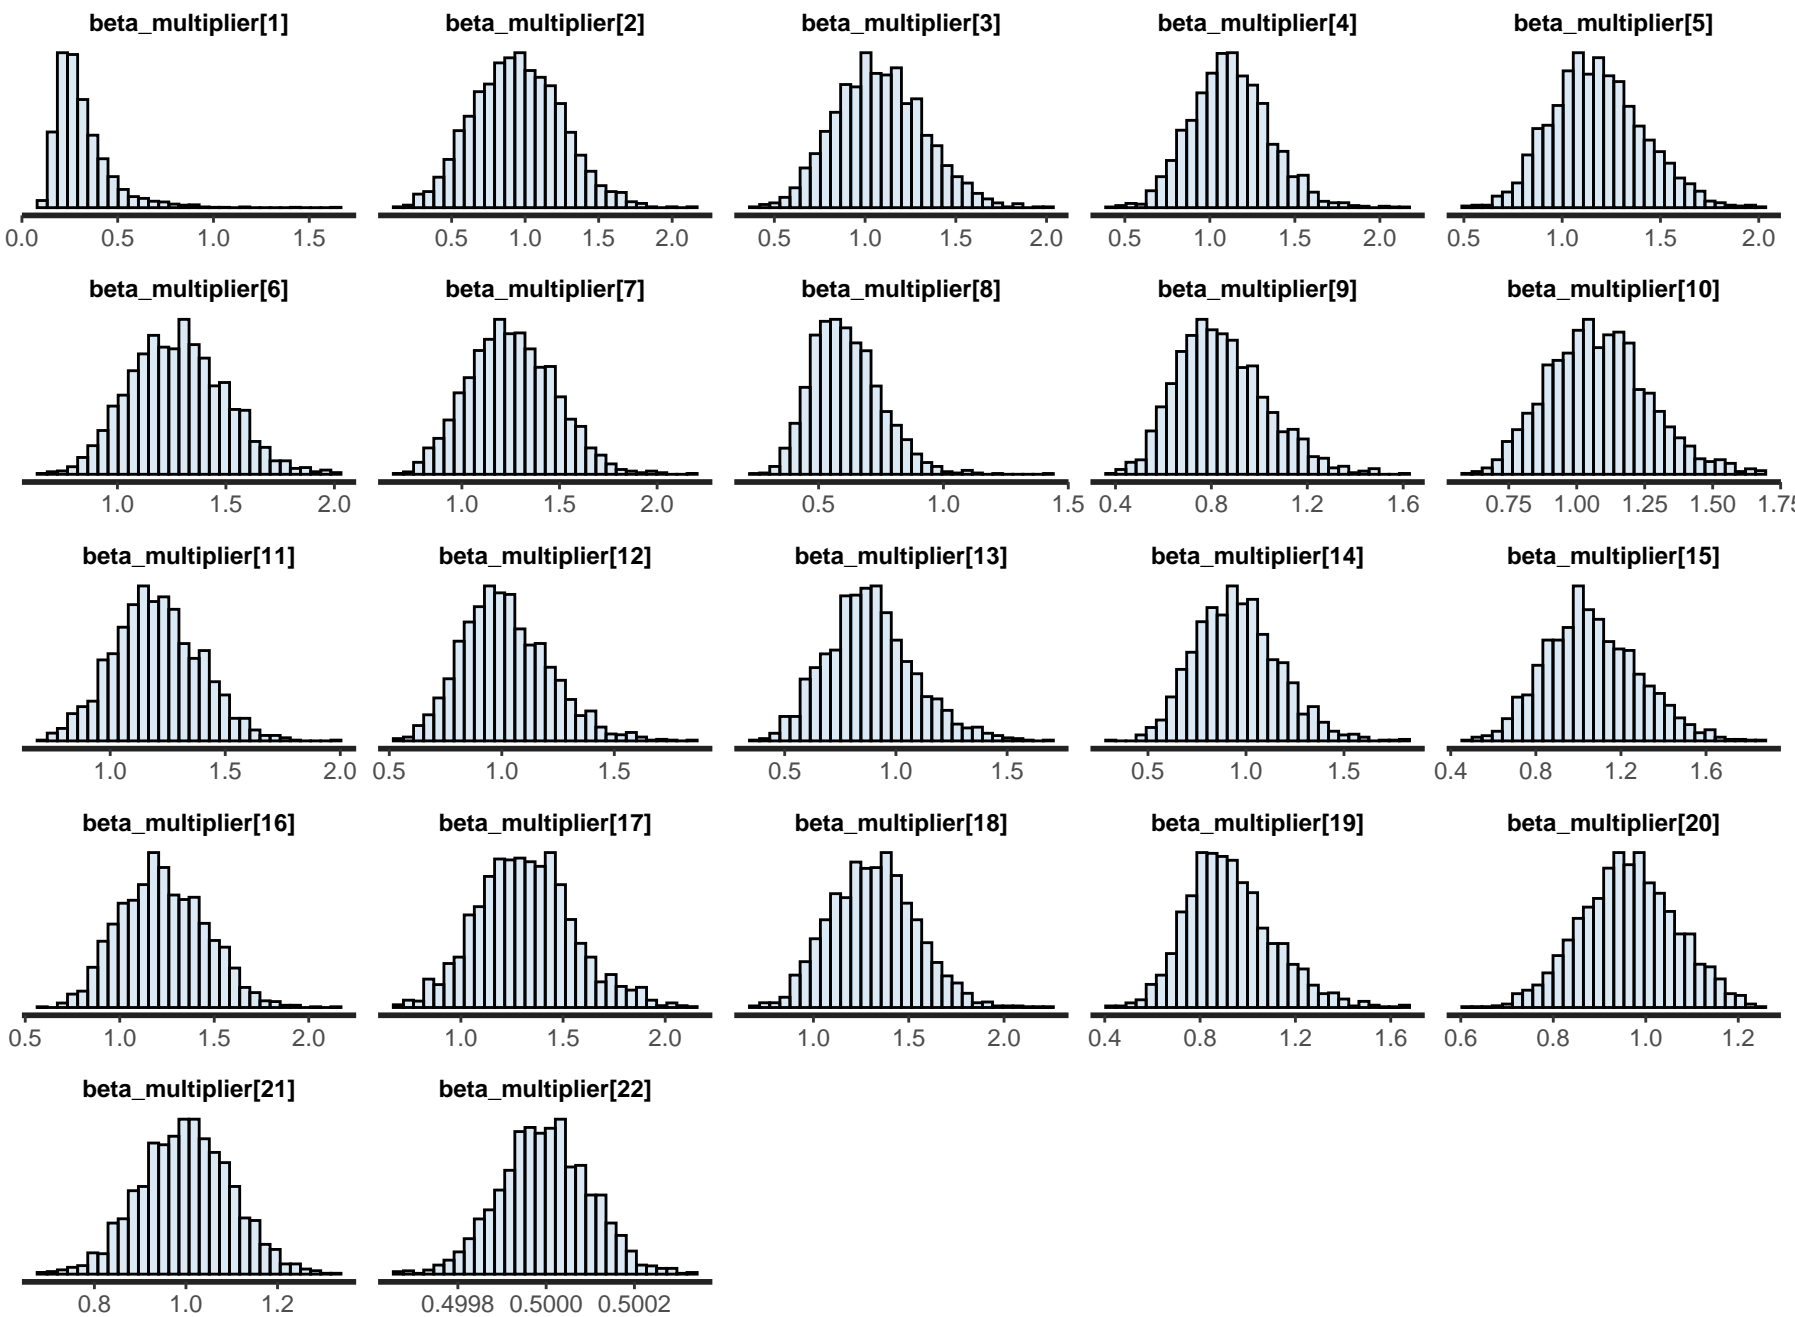 beta_multiplier[1] beta_multiplier[2] beta_multiplier[3] beta_multiplier[4] beta_multiplier[5]
0.0 0.5 1.0 1.5 0.5 1.0 1.5 2.0 0.5 1.0 1.5 2.0 0.5 1.0 1.5 2.0 0.5 1.0 1.5 2.0
beta_multiplier[6] beta_multiplier[7] beta_multiplier[8] beta_multiplier[9] beta_multiplier[10]
1.0 1.5 2.0 1.0 1.5 2.0 0.5 1.0 1.5 0.4 0.8 1.2 1.6 0.75 1.00 1.25 1.50 1.75
beta_multiplier[11] beta_multiplier[12] beta_multiplier[13] beta_multiplier[14] beta_multiplier[15]
1.0 1.5 2.0 0.5 1.0 1.5 0.5 1.0 1.5 0.5 1.0 1.5 0.4 0.8 1.2 1.6
beta_multiplier[16] beta_multiplier[17] beta_multiplier[18] beta_multiplier[19] beta_multiplier[20]
0.5 1.0 1.5 2.0 1.0 1.5 2.0 1.0 1.5 2.0 0.4 0.8 1.2 1.6 0.6 0.8 1.0 1.2
beta_multiplier[21] beta_multiplier[22]
0.8 1.0 1.2 0.4998 0.5000 0.5002